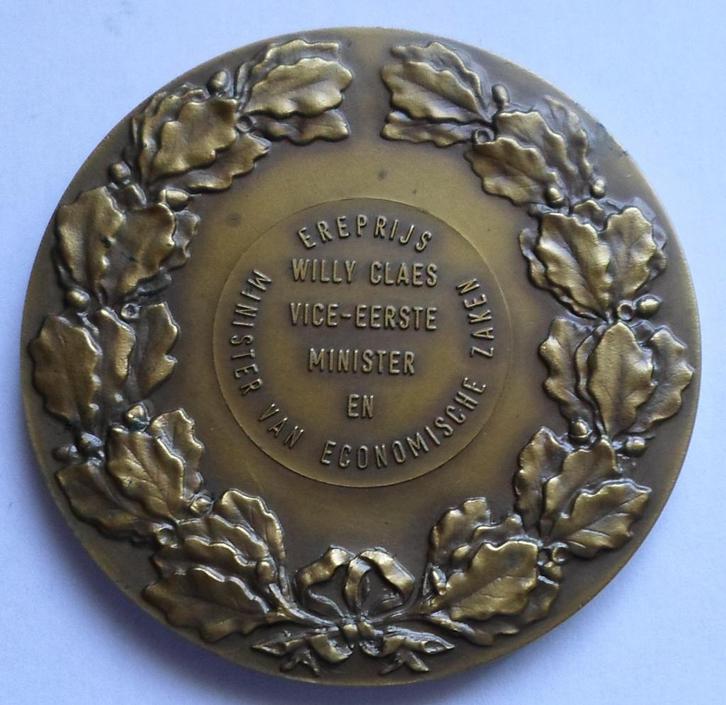 EREPRIJS
WILLY CLAES
VICE-EERSTE
MINISTER
EN
MINISTER VAN ECONOMISCHE ZAKEN